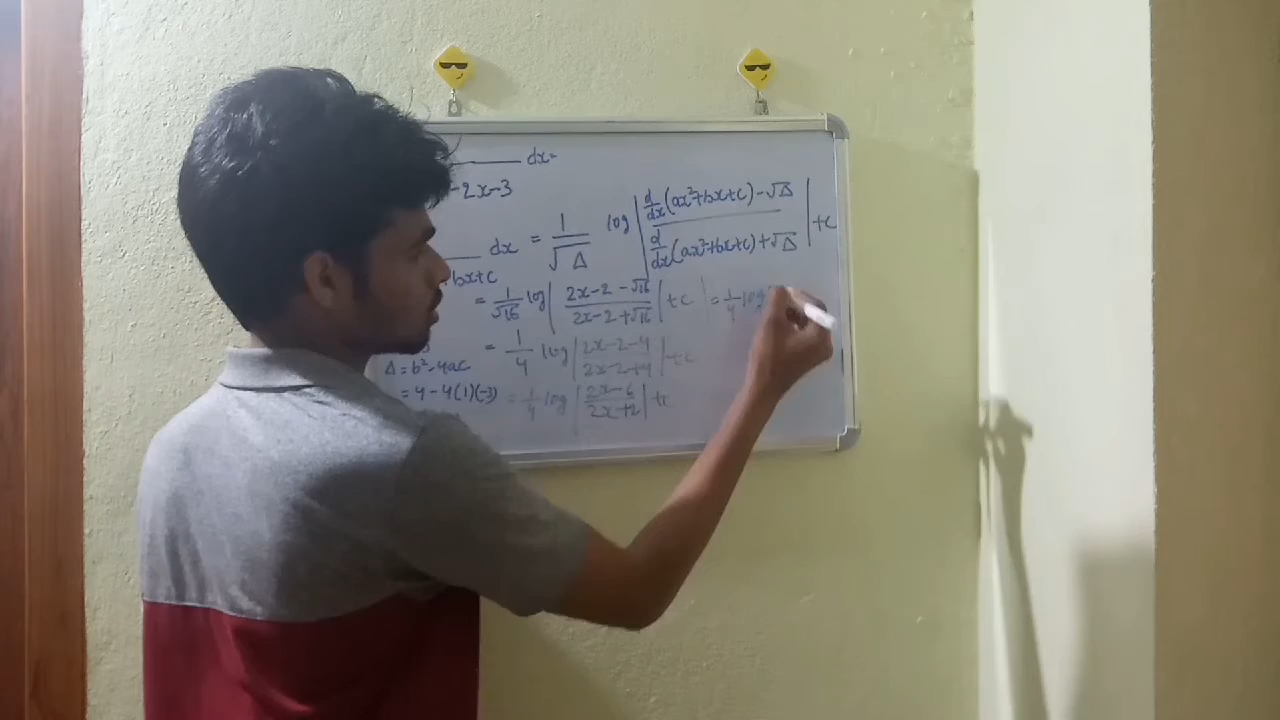 dx=
-2x-3
dx = 1/√Δ log | d/dx(ax²+bx+c)-√Δ / d/dx(ax²+bx+c)+√Δ | +c
bx+c
= 1/√16 log | 2x-2-√16 / 2x-2+√16 | +c
= 1/4 log
= 1/4 log | 2x-2-4 / 2x-2+4 | +c
Δ = b²-4ac
= 4-4(1)(-3)
= 1/4 log | 2x-6 / 2x+2 | +c